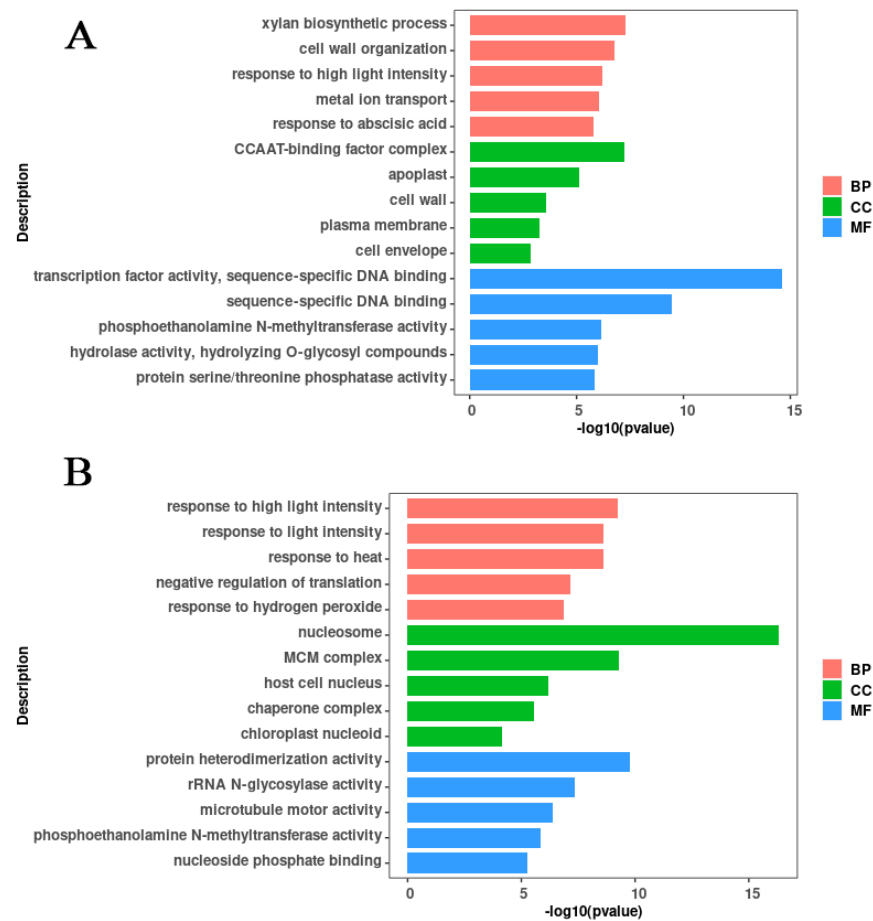 A
xylan biosynthetic process
cell wall organization
response to high light intensity
metal ion transport
response to abscisic acid
CCAAT-binding factor complex
apoplast
cell wall
plasma membrane
cell envelope
transcription factor activity, sequence-specific DNA binding
sequence-specific DNA binding
phosphoethanolamine N-methyltransferase activity
hydrolase activity, hydrolyzing O-glycosyl compounds
protein serine/threonine phosphatase activity
Description
0 5 10 15
-log10(pvalue)
BP
CC
MF
B
response to high light intensity
response to light intensity
response to heat
negative regulation of translation
response to hydrogen peroxide
nucleosome
MCM complex
host cell nucleus
chaperone complex
chloroplast nucleoid
protein heterodimerization activity
rRNA N-glycosylase activity
microtubule motor activity
phosphoethanolamine N-methyltransferase activity
nucleoside phosphate binding
Description
0 5 10 15
-log10(pvalue)
BP
CC
MF